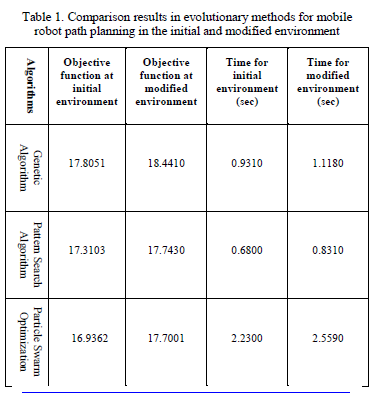 Table 1. Comparison results in evolutionary methods for mobile
robot path planning in the initial and modified environment
Algorithms
Objective
function at
initial
environment
Objective
function at
modified
environment
Time for
initial
environment
(sec)
Time for
modified
environment
(sec)
Genetic
Algorithm
17.8051
18.4410
0.9310
1.1180
Pattern Search
Algorithm
17.3103
17.7430
0.6800
0.8310
Particle Swarm
Optimization
16.9362
17.7001
2.2300
2.5590